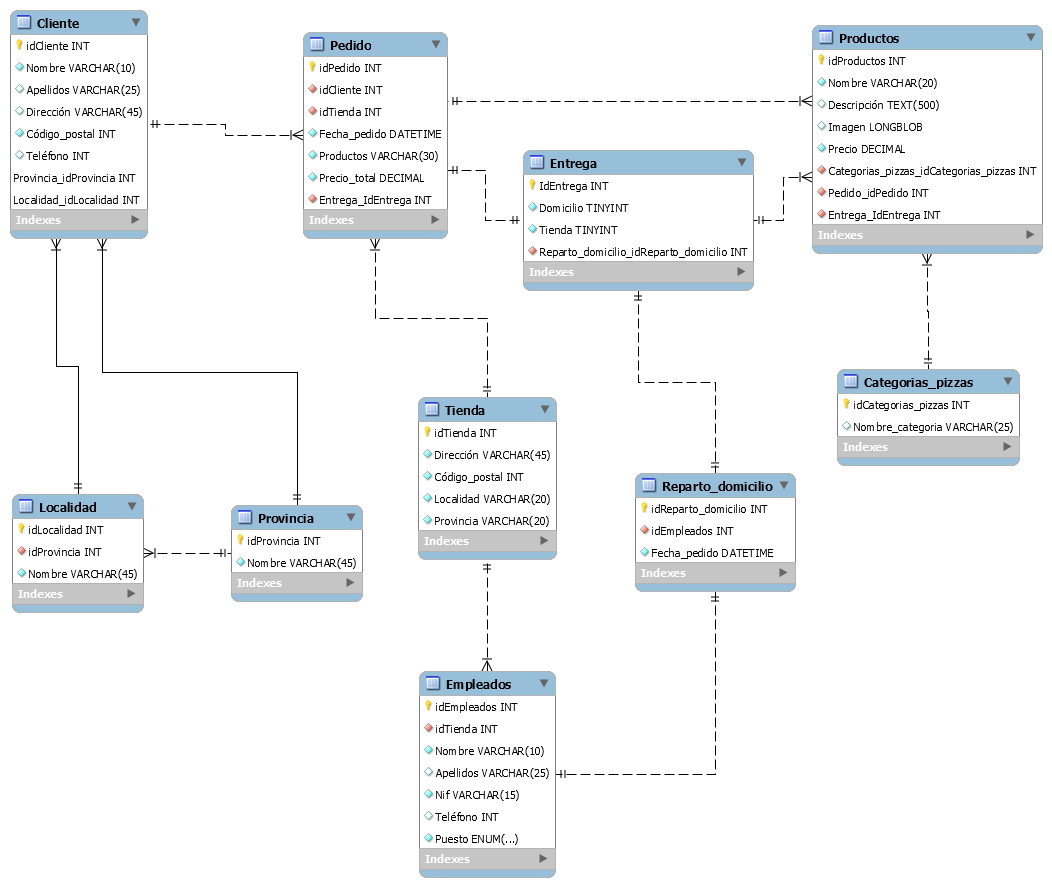 Cliente
idCliente INT
Nombre VARCHAR(10)
Apellidos VARCHAR(25)
Dirección VARCHAR(45)
Código_postal INT
Teléfono INT
Provincia_idProvincia INT
Localidad_idLocalidad INT
Indexes
Pedido
idPedido INT
idCliente INT
idTienda INT
Fecha_pedido DATETIME
Productos VARCHAR(30)
Precio_total DECIMAL
Entrega_IdEntrega INT
Indexes
Productos
idProductos INT
Nombre VARCHAR(20)
Descripción TEXT(500)
Imagen LONGBLOB
Precio DECIMAL
Categorias_pizzas_idCategorias_pizzas INT
Pedido_idPedido INT
Entrega_IdEntrega INT
Indexes
Entrega
IdEntrega INT
Domicilio TINYINT
Tienda TINYINT
Reparto_domicilio_idReparto_domicilio INT
Indexes
Categorias_pizzas
idCategorias_pizzas INT
Nombre_categoria VARCHAR(25)
Indexes
Tienda
idTienda INT
Dirección VARCHAR(45)
Código_postal INT
Localidad VARCHAR(20)
Provincia VARCHAR(20)
Indexes
Reparto_domicilio
idReparto_domicilio INT
idEmpleados INT
Fecha_pedido DATETIME
Indexes
Localidad
idLocalidad INT
idProvincia INT
Nombre VARCHAR(45)
Indexes
Provincia
idProvincia INT
Nombre VARCHAR(45)
Indexes
Empleados
idEmpleados INT
idTienda INT
Nombre VARCHAR(10)
Apellidos VARCHAR(25)
Nif VARCHAR(15)
Teléfono INT
Puesto ENUM(...)
Indexes